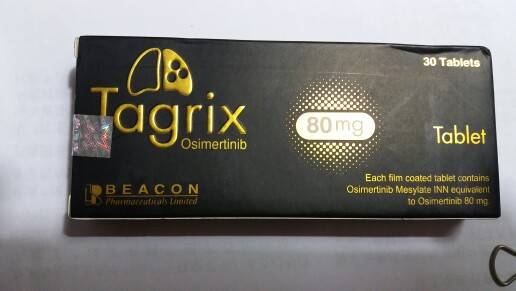 30 Tablets
Tagrix
Osimertinib
80 mg
Tablet
BEACON
Pharmaceuticals Limited
Each film coated tablet contains
Osimertinib Mesylate INN equivalent
to Osimertinib 80 mg.